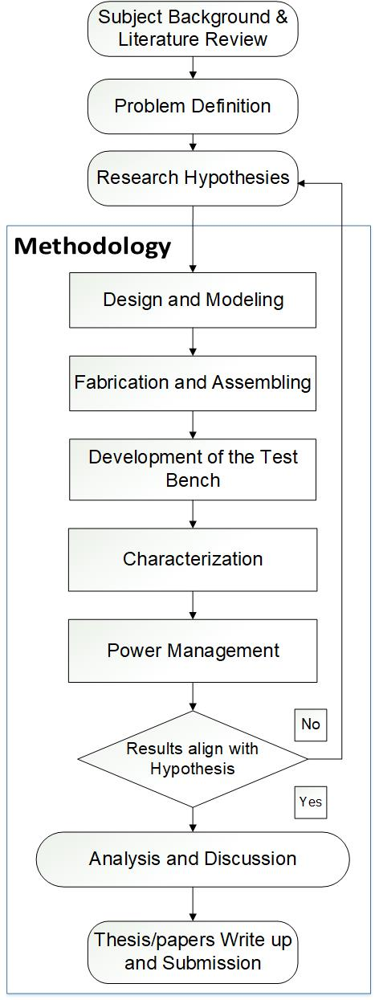 Subject Background &
Literature Review
Problem Definition
Research Hypothesies
Methodology
Design and Modeling
Fabrication and Assembling
Development of the Test
Bench
Characterization
Power Management
Results align with
Hypothesis
No
Yes
Analysis and Discussion
Thesis/papers Write up
and Submission